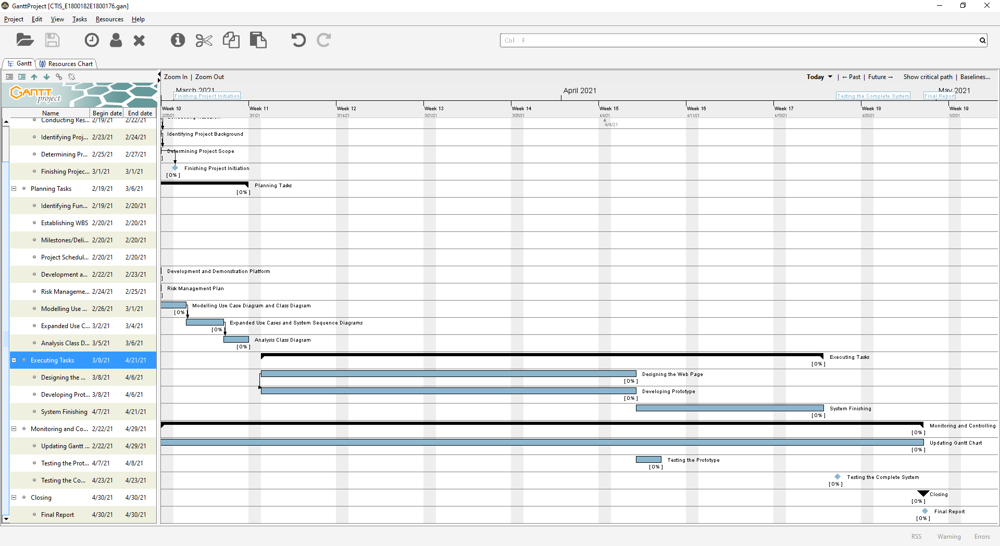 GanttProject [CTIS_E1800182E1800176.gan]
Project Edit View Tasks Resources Help
Ctrl F
Gantt Resources Chart
Zoom In | Zoom Out
Today | ←Past | Future→ Show critical path | Baselines...
GANTT project
March 2021 April 2021 May 2021
Finishing Project Initiation Testing the Complete System Final Report
Week 10 Week 11 Week 12 Week 13 Week 14 Week 15 Week 16 Week 17 Week 18 Week 19
2/28/21 3/7/21 3/14/21 3/21/21 3/28/21 4/4/21 4/11/21 4/18/21 4/25/21 5/2/21
4/4/21
Name Begin date End date
Conducting Res... 2/19/21 2/22/21
Identifying Proj... 2/23/21 2/24/21 Identifying Project Background
Determining Pr... 2/25/21 2/27/21 Determining Project Scope
]
Finishing Projec... 3/1/21 3/1/21 Finishing Project Initiation
[0%]
Planning Tasks 2/19/21 3/6/21 Planning Tasks
[0%]
Identifying Fun... 2/19/21 2/20/21
Establishing WBS 2/20/21 2/20/21
Milestones/Deli... 2/20/21 2/20/21
Project Schedul... 2/20/21 2/20/21
Development a... 2/22/21 2/23/21 Development and Demonstration Platform
]
Risk Manageme... 2/24/21 2/25/21 Risk Management Plan
]
Modelling Use ... 2/26/21 3/1/21 Modelling Use Case Diagram and Class Diagram
[0%]
Expanded Use C... 3/2/21 3/4/21 Expanded Use Cases and System Sequence Diagrams
[0%]
Analysis Class D... 3/5/21 3/6/21 Analysis Class Diagram
[0%]
Executing Tasks 3/8/21 4/21/21 Executing Tasks
[0%]
Designing the ... 3/8/21 4/6/21 Designing the Web Page
[0%]
Developing Prot... 3/8/21 4/6/21 Developing Prototype
[0%]
System Finishing 4/7/21 4/21/21 System Finishing
[0%]
Monitoring and Co... 2/22/21 4/29/21 Monitoring and Controlling
[0%]
Updating Gantt ... 2/22/21 4/29/21 Updating Gantt Chart
[0%]
Testing the Prot... 4/7/21 4/8/21 Testing the Prototype
[0%]
Testing the Co... 4/23/21 4/23/21 Testing the Complete System
[0%]
Closing 4/30/21 4/30/21 Closing
[0%]
Final Report 4/30/21 4/30/21 Final Report
[0%]
RSS Warning Errors